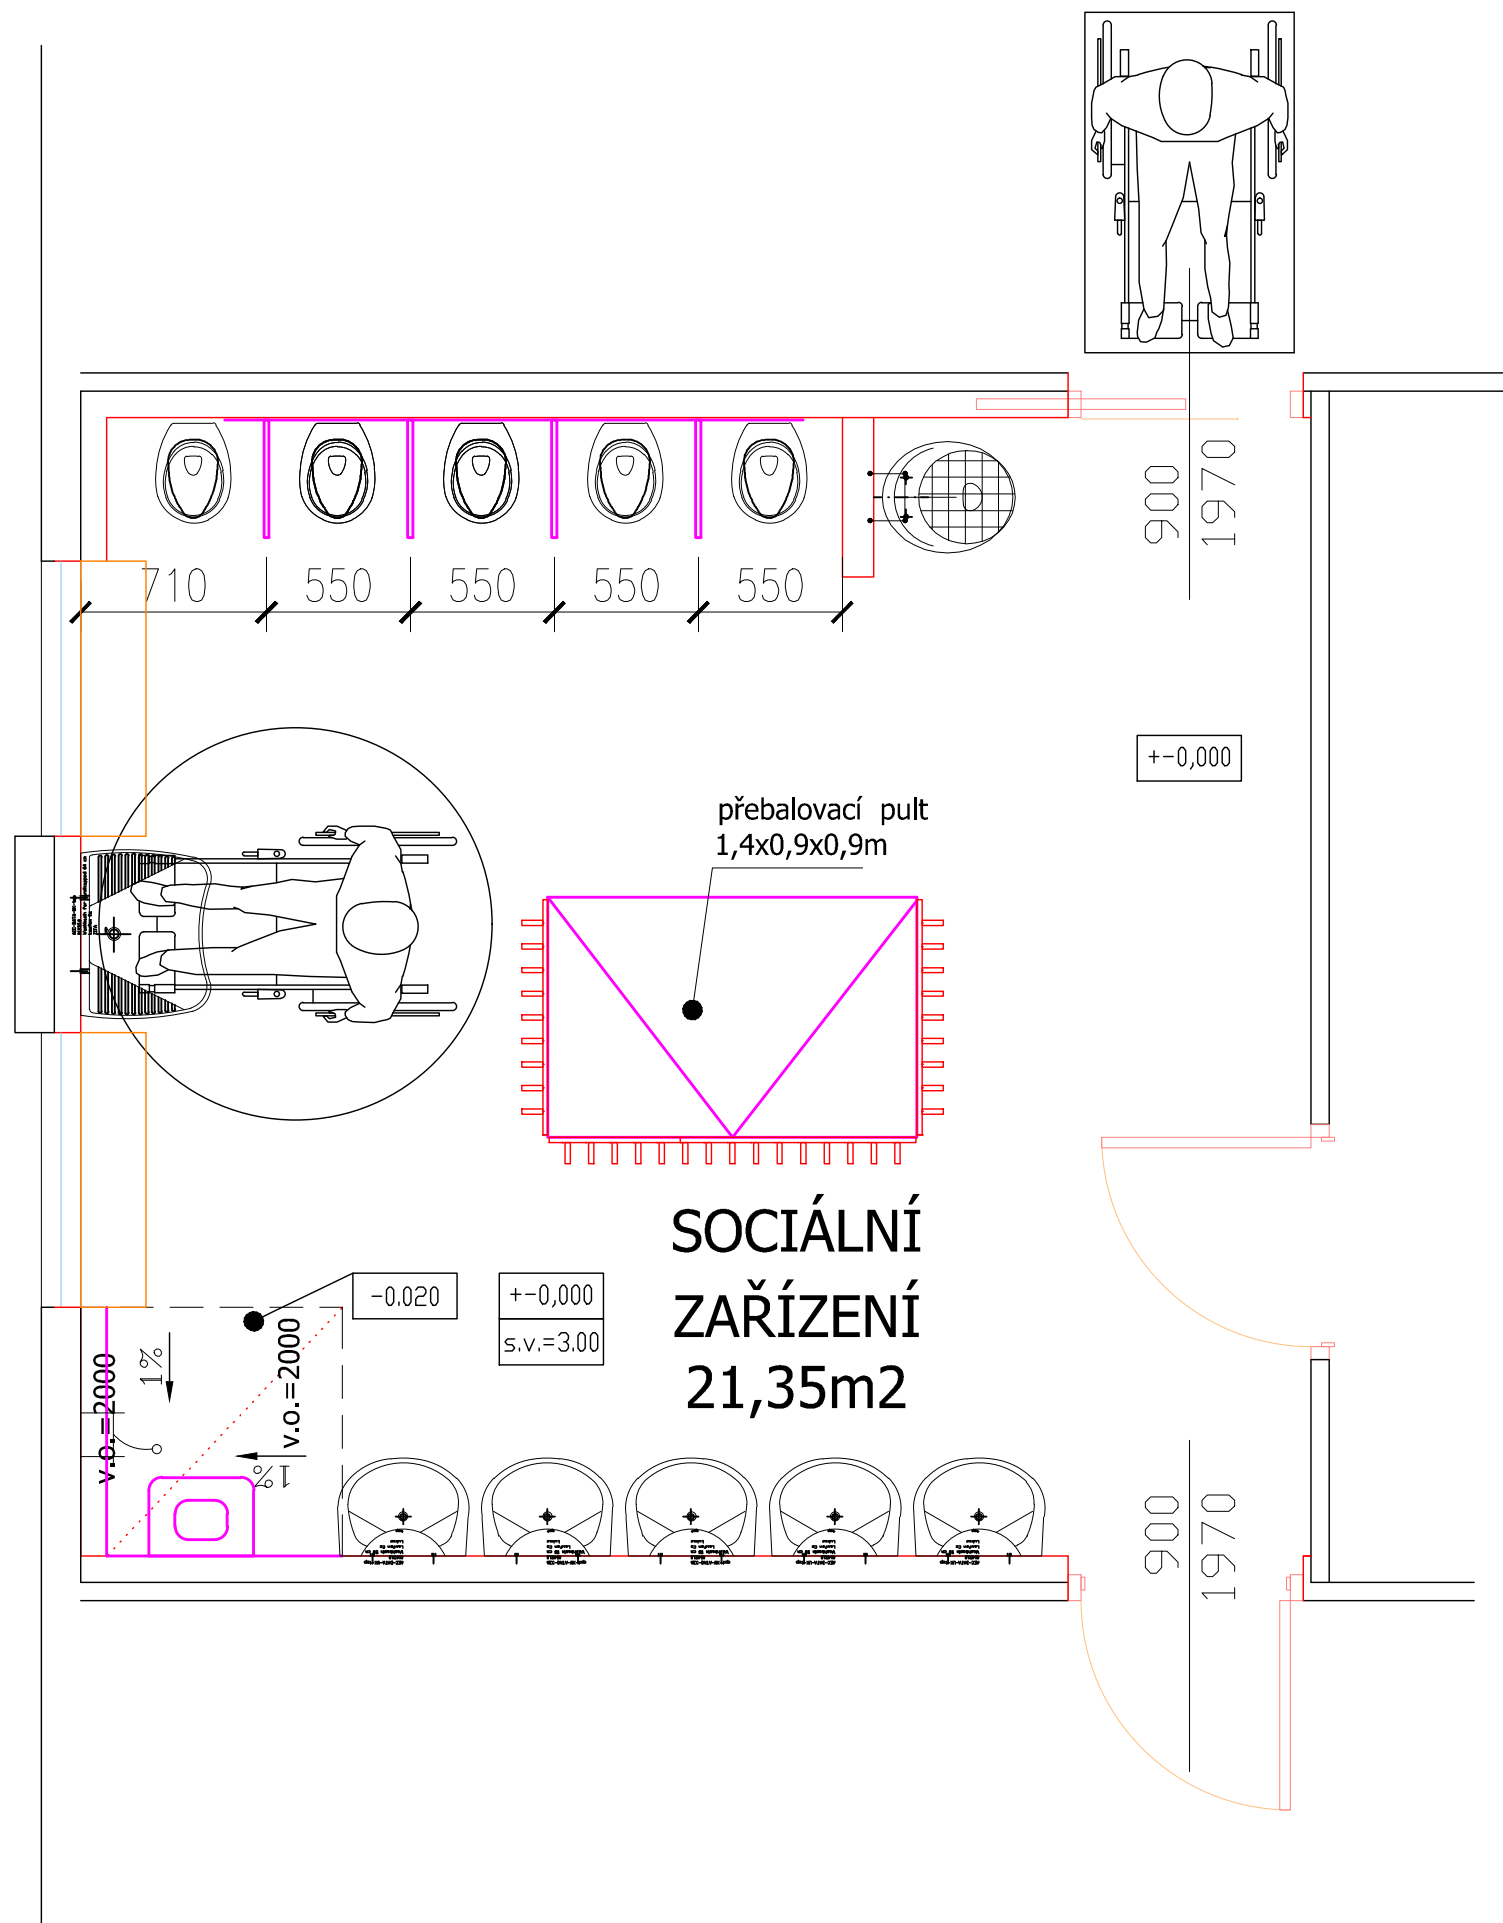 900
1970
710
550
550
550
550
+-0,000
přebalovací pult
1,4x0,9x0,9m
SOCIÁLNÍ
ZAŘÍZENÍ
21,35m2
-0.020
+-0,000
s.v.=3.00
v.o.=2000
1%
v.o.=2000
1%
900
1970